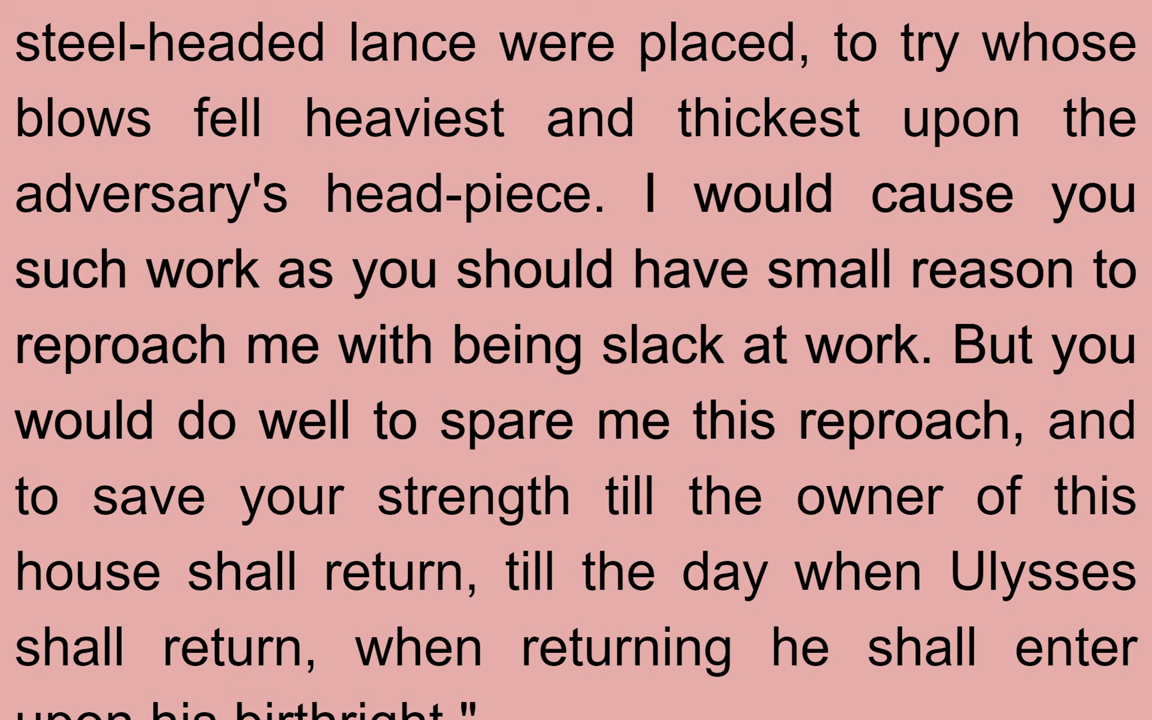 steel-headed lance were placed, to try whose
blows fell heaviest and thickest upon the
adversary's head-piece. I would cause you
such work as you should have small reason to
reproach me with being slack at work. But you
would do well to spare me this reproach, and
to save your strength till the owner of this
house shall return, till the day when Ulysses
shall return, when returning he shall enter
upon his birthright."